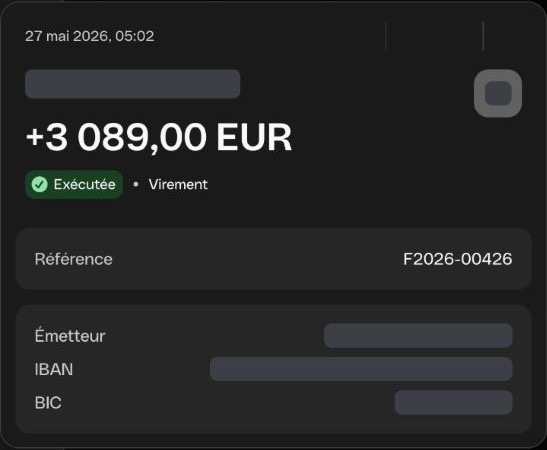 27 mai 2026, 05:02
+3 089,00 EUR
Exécutée • Virement
Référence F2026-00426
Émetteur
IBAN
BIC